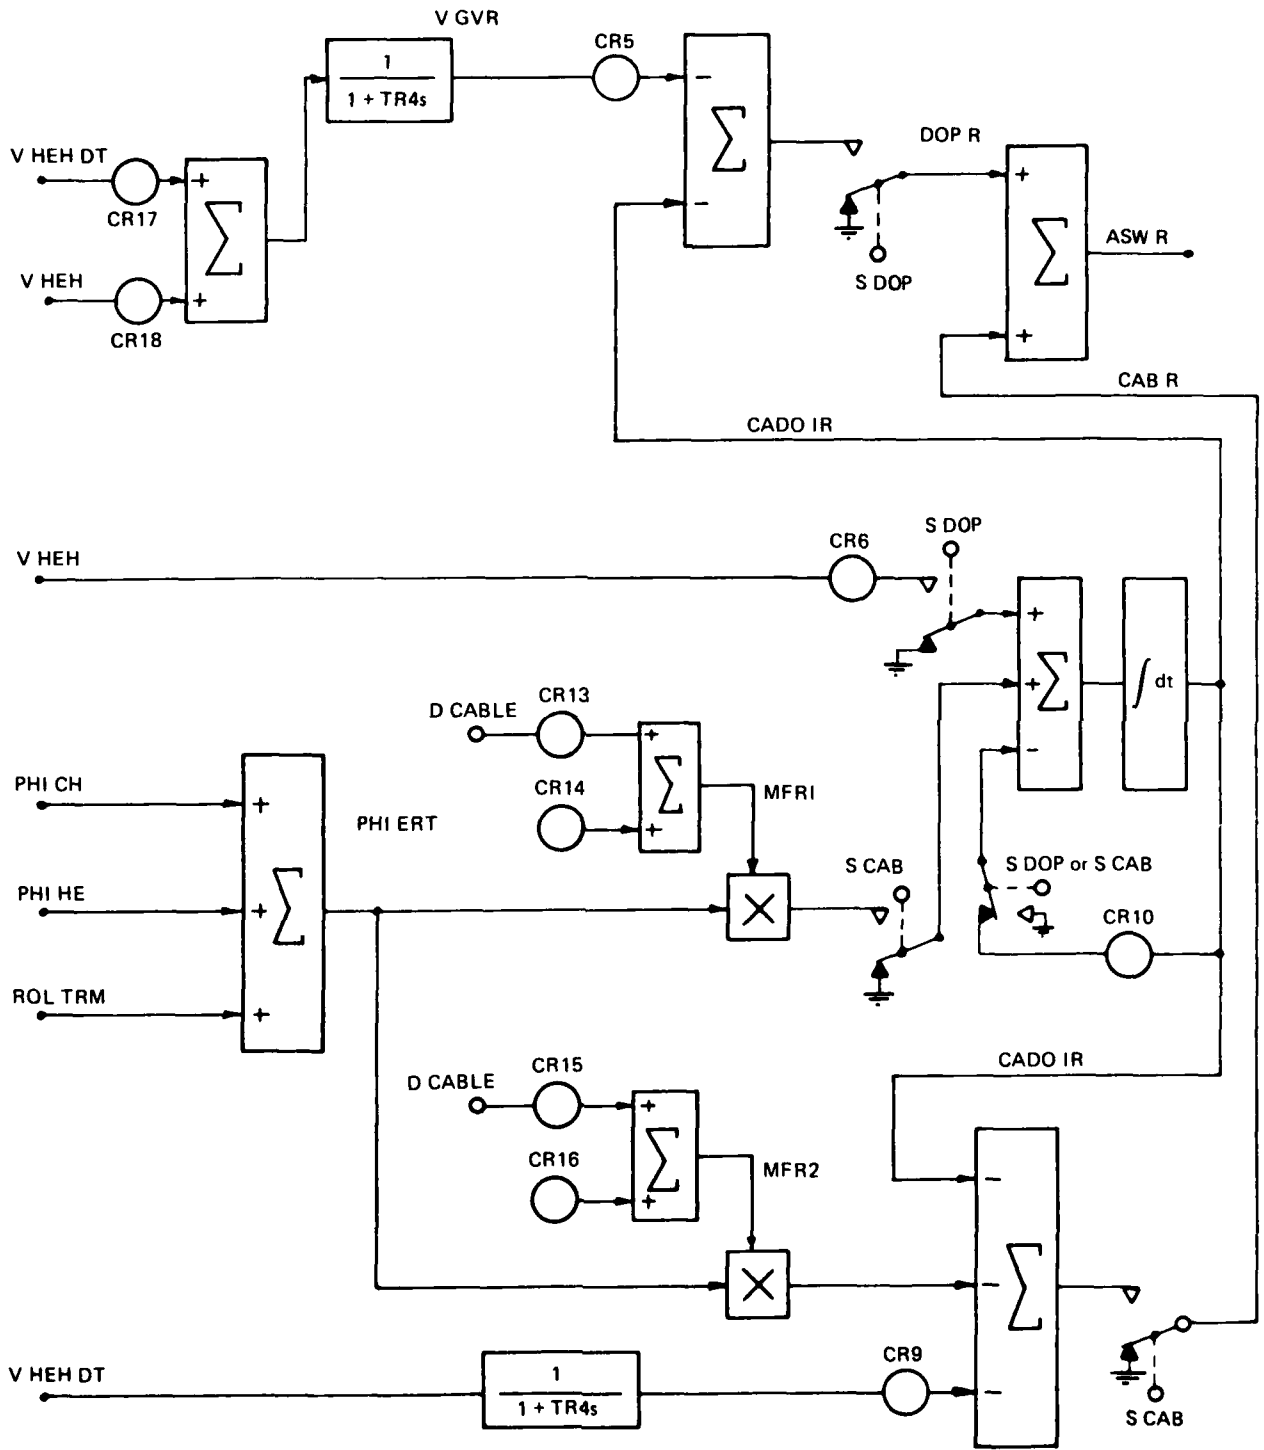 V GVR
CR5
1
1 + TR4s
−
Σ
−
V HEH DT
CR17
+
Σ
V HEH
CR18
+
DOP R
+
Σ
+
ASW R
S DOP
CAB R
CADO IR
V HEH
CR6
S DOP
+
+
−
Σ
∫ dt
D CABLE
CR13
+
CR14
+
Σ
MFR1
PHI CH
+
PHI HE
+
ROL TRM
+
Σ
PHI ERT
×
S CAB
S DOP or S CAB
CR10
CADO IR
D CABLE
CR15
+
CR16
+
Σ
MFR2
×
−
−
−
Σ
V HEH DT
1
1 + TR4s
CR9
S CAB